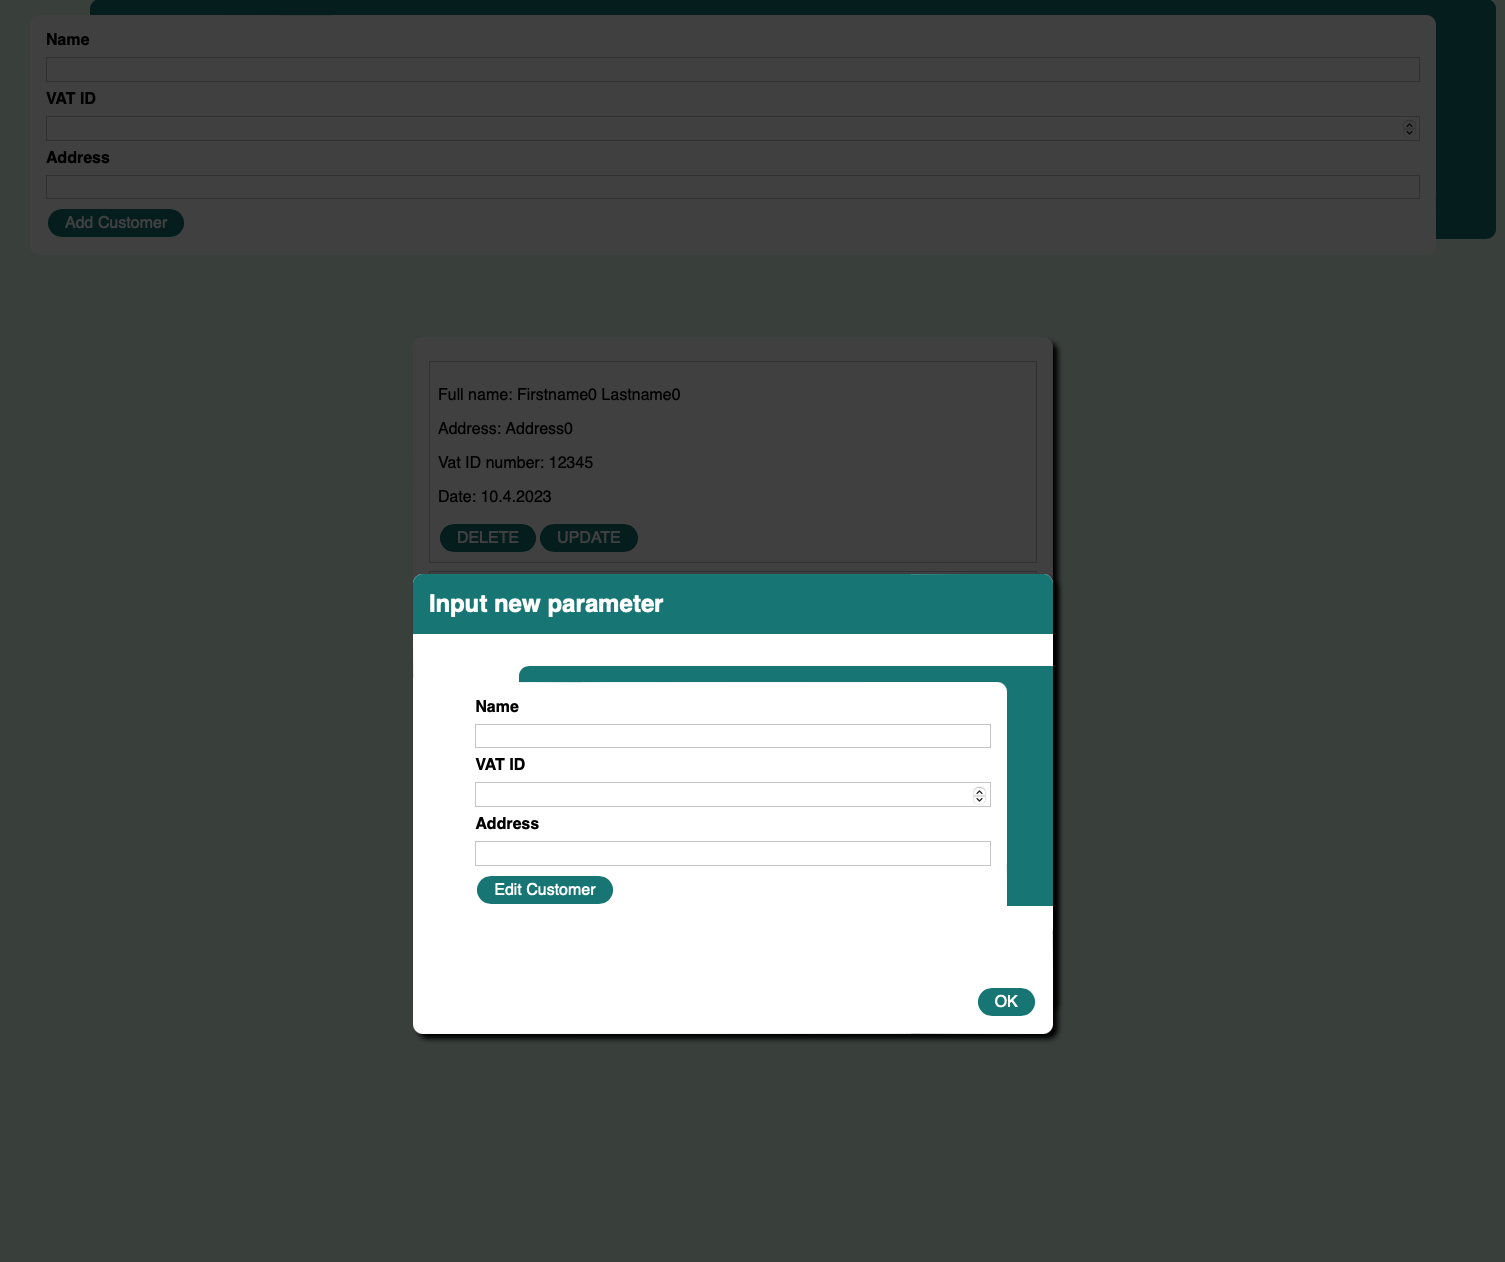 Name
VAT ID
Address
Add Customer
Full name: Firstname0 Lastname0
Address: Address0
Vat ID number: 12345
Date: 10.4.2023
DELETE UPDATE
Input new parameter
Name
VAT ID
Address
Edit Customer
OK